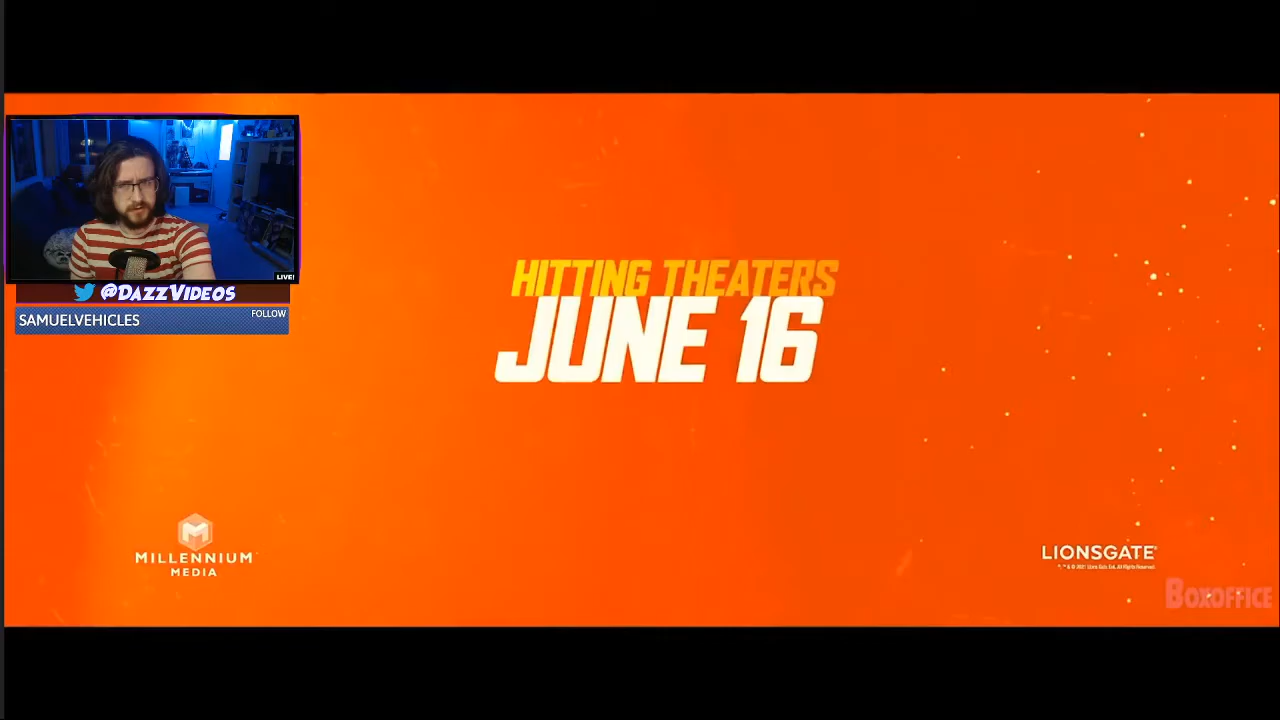 LIVE!
@DAZZVIDEOS
SAMUELVEHICLES
FOLLOW
HITTING THEATERS
JUNE 16
MILLENNIUM
MEDIA
LIONSGATE
BOXOFFICE